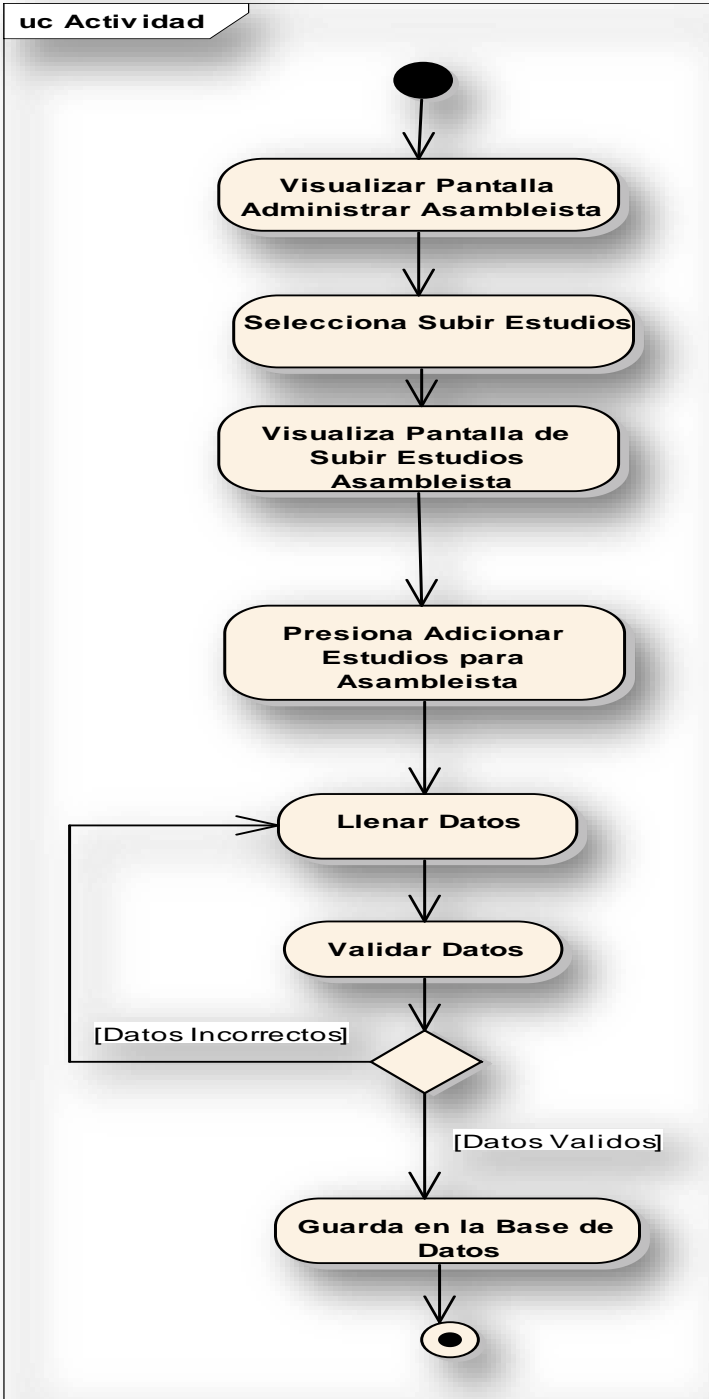 uc Actividad
Visualizar Pantalla
Administrar Asambleista
Selecciona Subir Estudios
Visualiza Pantalla de
Subir Estudios
Asambleista
Presiona Adicionar
Estudios para
Asambleista
Llenar Datos
Validar Datos
[Datos Incorrectos]
[Datos Validos]
Guarda en la Base de
Datos